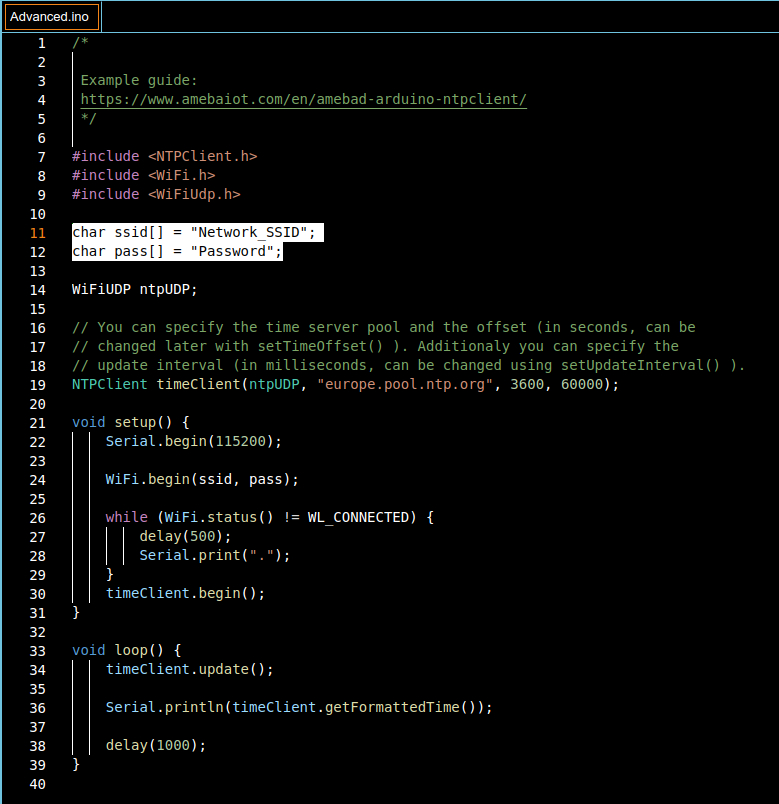 Advanced.ino
1 /*
2
3 Example guide:
4 https://www.amebaiot.com/en/amebad-arduino-ntpclient/
5 */
6
7 #include <NTPClient.h>
8 #include <WiFi.h>
9 #include <WiFiUdp.h>
10
11 char ssid[] = "Network_SSID";
12 char pass[] = "Password";
13
14 WiFiUDP ntpUDP;
15
16 // You can specify the time server pool and the offset (in seconds, can be
17 // changed later with setTimeOffset() ). Additionaly you can specify the
18 // update interval (in milliseconds, can be changed using setUpdateInterval() ).
19 NTPClient timeClient(ntpUDP, "europe.pool.ntp.org", 3600, 60000);
20
21 void setup() {
22     Serial.begin(115200);
23
24     WiFi.begin(ssid, pass);
25
26     while (WiFi.status() != WL_CONNECTED) {
27         delay(500);
28         Serial.print(".");
29     }
30     timeClient.begin();
31 }
32
33 void loop() {
34     timeClient.update();
35
36     Serial.println(timeClient.getFormattedTime());
37
38     delay(1000);
39 }
40